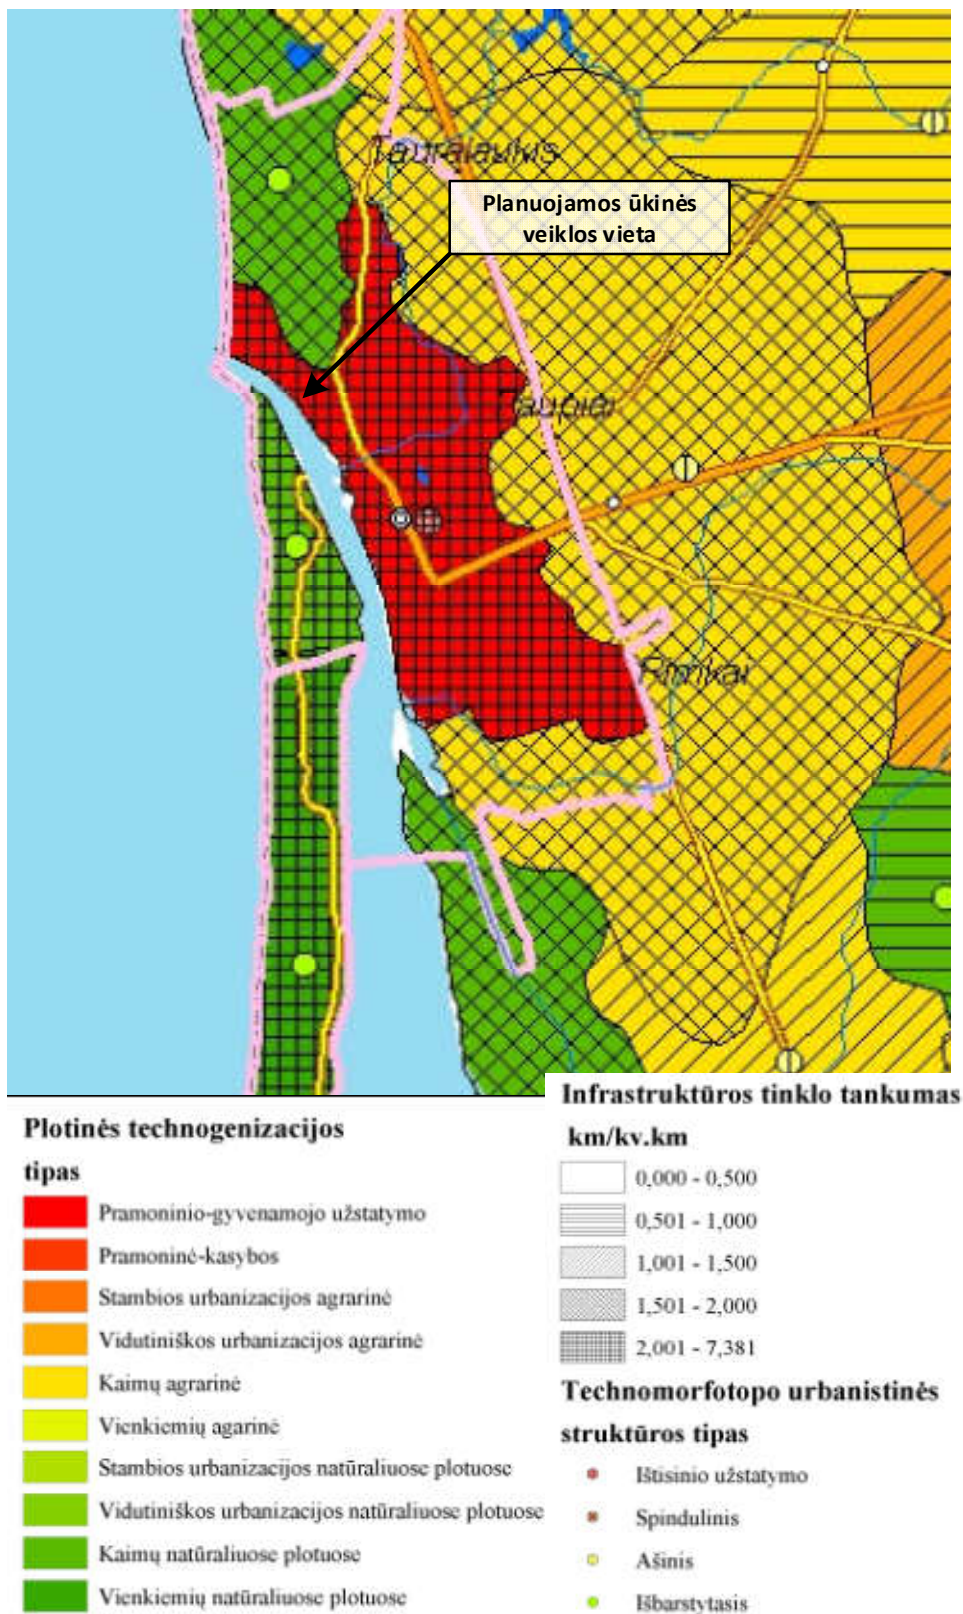 Tauralaukis
Planuojamos ūkinės
veiklos vieta
Rimkai
Plotinės technogenizacijos
tipas
Pramoninio-gyvenamojo užstatymo
Pramoninė-kasybos
Stambios urbanizacijos agrarinė
Vidutiniškos urbanizacijos agrarinė
Kaimų agrarinė
Vienkiemių agarinė
Stambios urbanizacijos natūraliuose plotuose
Vidutiniškos urbanizacijos natūraliuose plotuose
Kaimų natūraliuose plotuose
Vienkiemių natūraliuose plotuose
Infrastruktūros tinklo tankumas
km/kv.km
0,000 - 0,500
0,501 - 1,000
1,001 - 1,500
1,501 - 2,000
2,001 - 7,381
Technomorfotopo urbanistinės
struktūros tipas
Ištisinio užstatymo
Spindulinis
Ašinis
Išbarstytasis